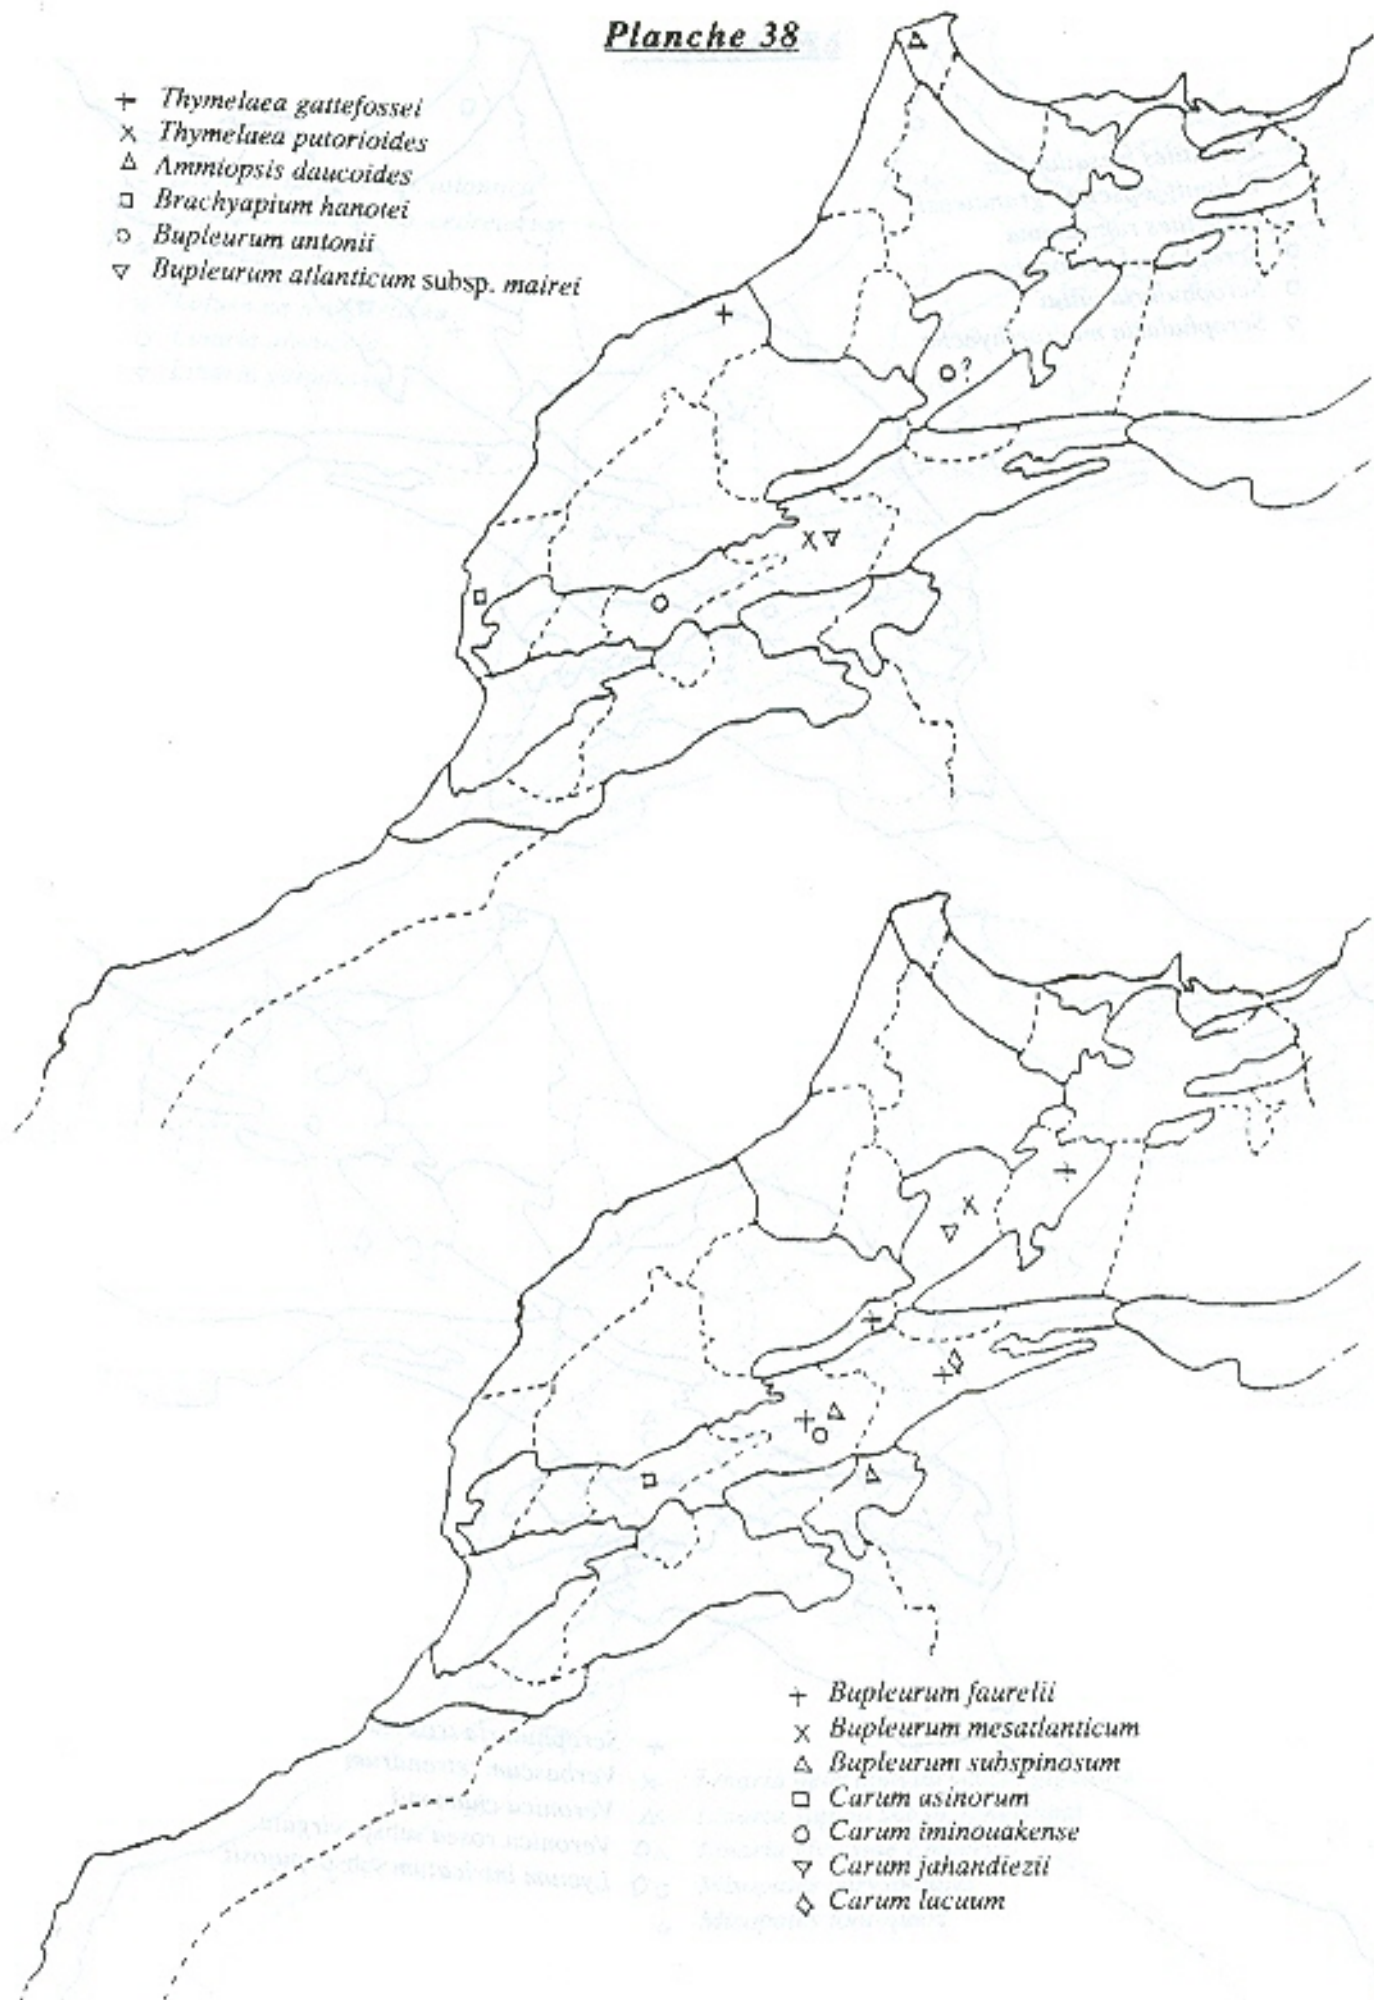 Planche 38
+ Thymelaea gattefossei
× Thymelaea putorioides
△ Ammiopsis daucoides
□ Brachyapium hanotei
○ Bupleurum antonii
▽ Bupleurum atlanticum subsp. mairei
?
+ Bupleurum faurelii
× Bupleurum mesatlanticum
△ Bupleurum subspinosum
□ Carum asinorum
○ Carum iminouakense
▽ Carum jahandiezii
◇ Carum lacuum